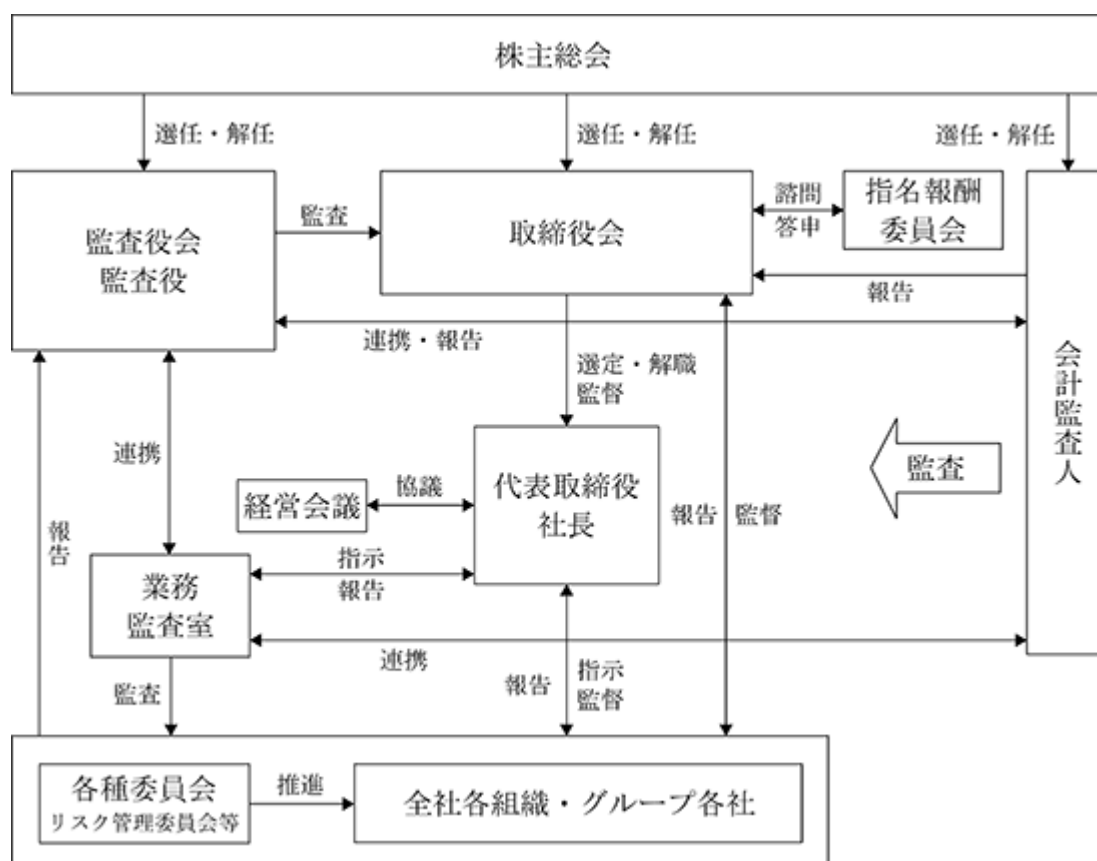 株主総会
選任・解任
選任・解任
選任・解任
監査役会
監査役
監査
取締役会
諮問
答申
指名報酬
委員会
報告
連携・報告
会計監査人
選定・解職
監督
連携
経営会議
協議
代表取締役
社長
報告
監督
監査
報告
指示
報告
業務
監査室
連携
監査
報告
指示
監督
各種委員会
リスク管理委員会等
推進
全社各組織・グループ各社